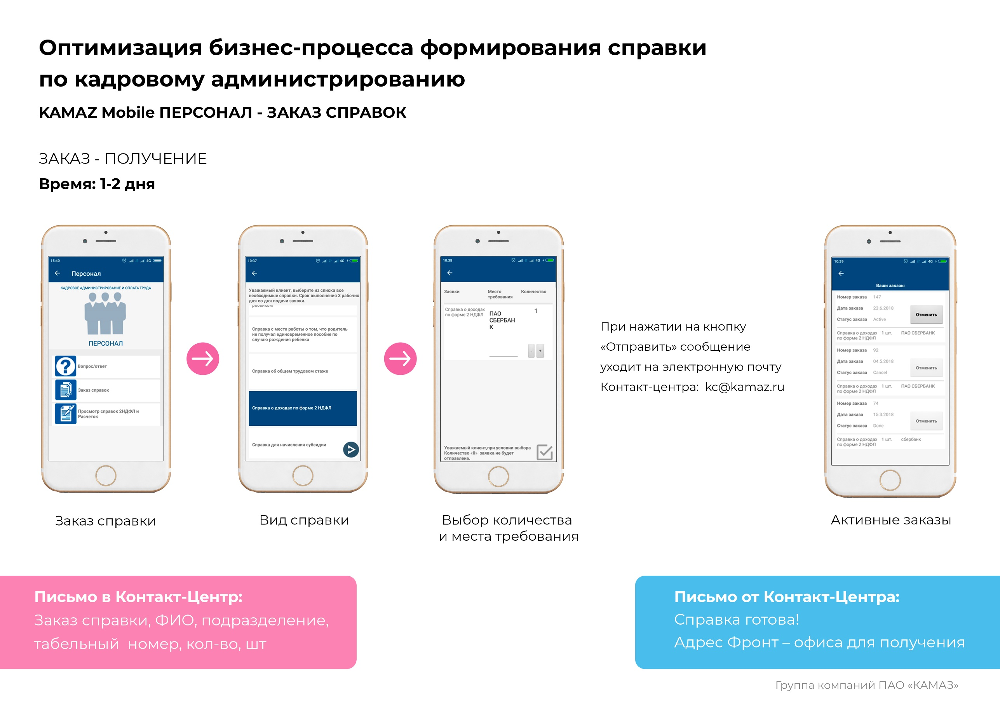 Оптимизация бизнес-процесса формирования справки
по кадровому администрированию
KAMAZ Mobile ПЕРСОНАЛ - ЗАКАЗ СПРАВОК
ЗАКАЗ - ПОЛУЧЕНИЕ
Время: 1-2 дня
15:40
4G
Персонал
КАДРОВОЕ АДМИНИСТРИРОВАНИЕ И ОПЛАТА ТРУДА
ПЕРСОНАЛ
Вопрос/ответ
Заказ справок
Просмотр справок 2НДФЛ и
Расчеток
Заказ справки
10:37
4G
Уважаемый клиент, выберите из списка все
необходимые справки. Срок выполнения 3 рабочих
дня со дня подачи заявки.
ребенком
Справка с места работы о том, что родитель
не получал единовременное пособие по
случаю рождения ребёнка
Справка об общем трудовом стаже
Справка о доходах по форме 2 НДФЛ
Справка для начисления субсидии
Вид справки
10:38
4G
Заявки Место Количество
требования
Справка о доходах ПАО 1
по форме 2 НДФЛ СБЕРБАН
К
- +
Уважаемый клиент,при условии выбора
Количество «0» заявка не будет
отправлена.
Выбор количества
и места требования
При нажатии на кнопку
«Отправить» сообщение
уходит на электронную почту
Контакт-центра: kc@kamaz.ru
10:39
4G
Ваши заказы
Номер заказа 147
Дата заказа 23.6.2018
Отменить
Статус заказа Active
Справка о доходах 1 шт. ПАО СБЕРБАНК
по форме 2 НДФЛ
Номер заказа 92
Дата заказа 04.5.2018
Отменить
Статус заказа Cancel
Справка о доходах 1 шт. ПАО СБЕРБАНК
по форме 2 НДФЛ
Номер заказа 74
Дата заказа 15.3.2018
Отменить
Статус заказа Done
Справка о доходах 1 шт. сбербанк
по форме 2 НДФЛ
Активные заказы
Письмо в Контакт-Центр:
Заказ справки, ФИО, подразделение,
табельный номер, кол-во, шт
Письмо от Контакт-Центра:
Справка готова!
Адрес Фронт – офиса для получения
Группа компаний ПАО «КАМАЗ»